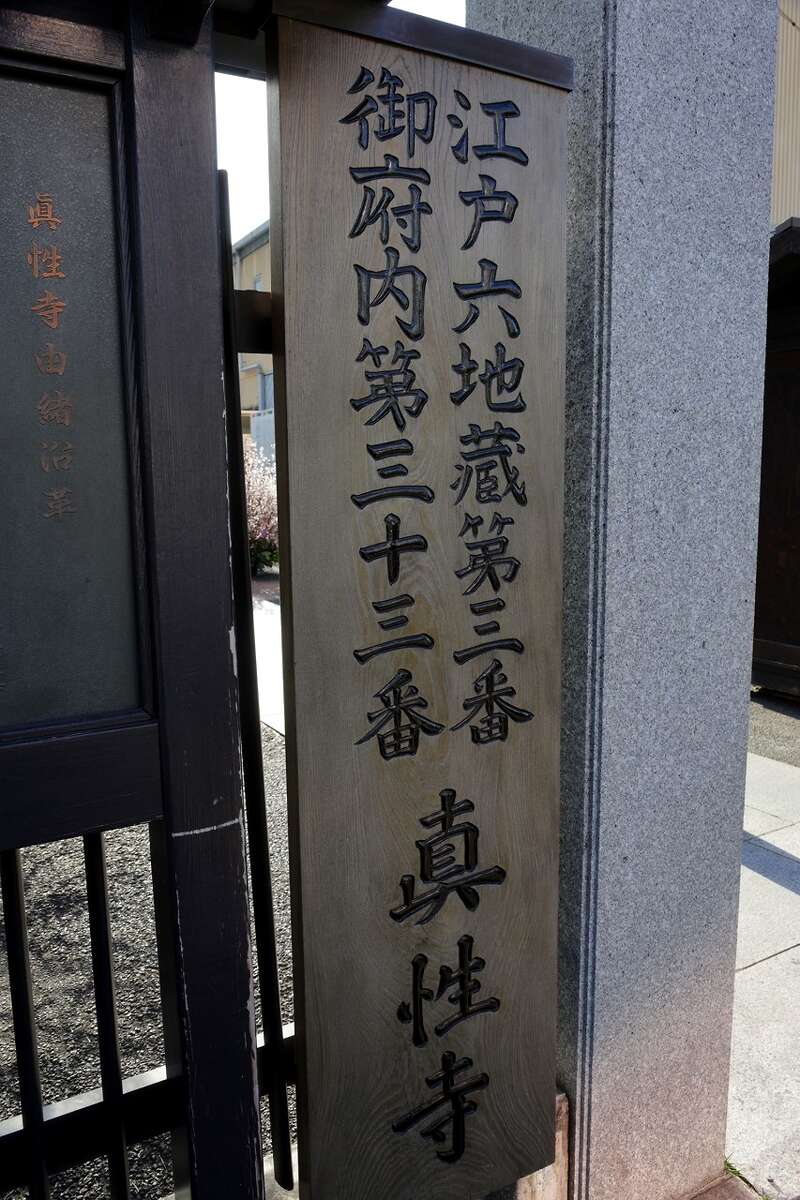 江戸六地蔵第三番
御府内第三十三番
真性寺
眞性寺由緒沿革